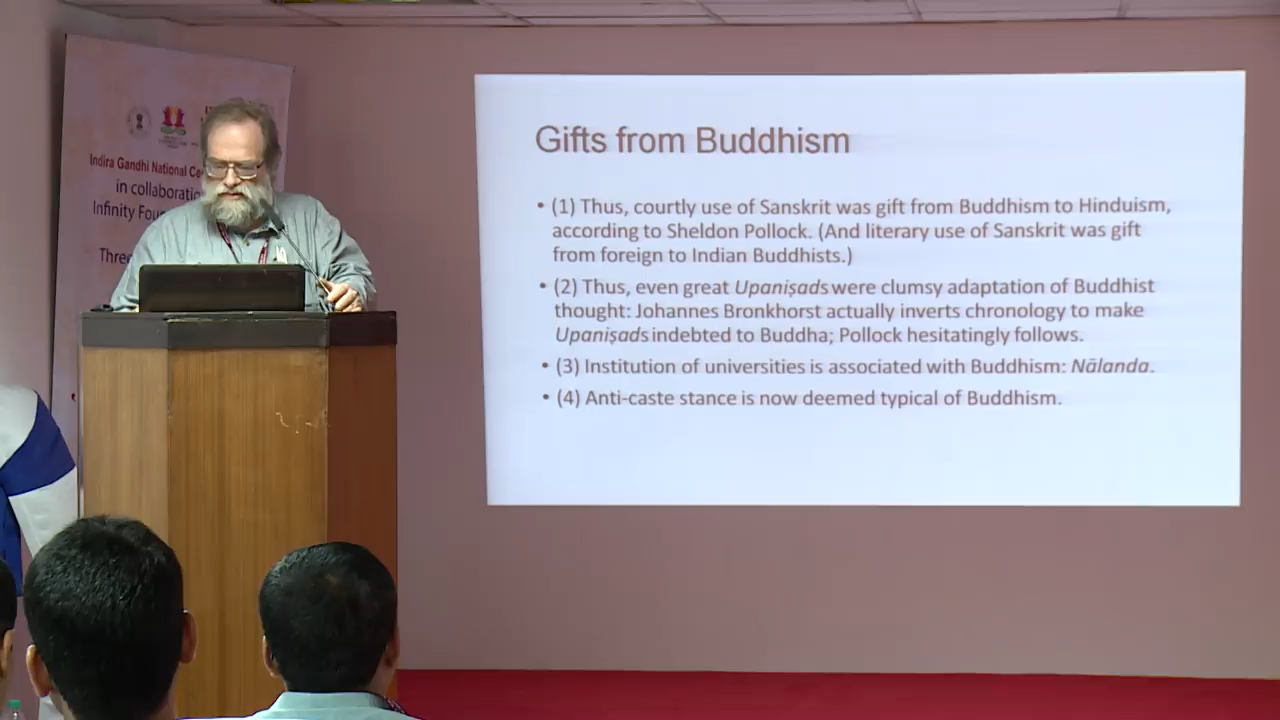 Indira Gandhi National
in collaboration
Infinity
Gifts from Buddhism
• (1) Thus, courtly use of Sanskrit was gift from Buddhism to Hinduism,
according to Sheldon Pollock. (And literary use of Sanskrit was gift
from foreign to Indian Buddhists.)
• (2) Thus, even great Upaniṣads were clumsy adaptation of Buddhist
thought: Johannes Bronkhorst actually inverts chronology to make
Upaniṣads indebted to Buddha; Pollock hesitatingly follows.
• (3) Institution of universities is associated with Buddhism: Nālanda.
• (4) Anti-caste stance is now deemed typical of Buddhism.